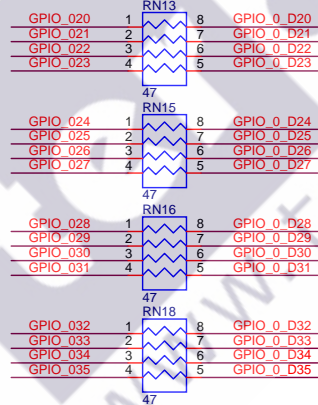 RN13
GPIO_020 1 8 GPIO_0_D20
GPIO_021 2 7 GPIO_0_D21
GPIO_022 3 6 GPIO_0_D22
GPIO_023 4 5 GPIO_0_D23
47
RN15
GPIO_024 1 8 GPIO_0_D24
GPIO_025 2 7 GPIO_0_D25
GPIO_026 3 6 GPIO_0_D26
GPIO_027 4 5 GPIO_0_D27
47
RN16
GPIO_028 1 8 GPIO_0_D28
GPIO_029 2 7 GPIO_0_D29
GPIO_030 3 6 GPIO_0_D30
GPIO_031 4 5 GPIO_0_D31
47
RN18
GPIO_032 1 8 GPIO_0_D32
GPIO_033 2 7 GPIO_0_D33
GPIO_034 3 6 GPIO_0_D34
GPIO_035 4 5 GPIO_0_D35
47